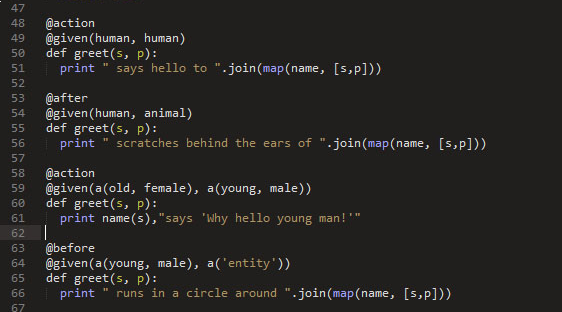 47
48 @action
49 @given(human, human)
50 def greet(s, p):
51   print " says hello to ".join(map(name, [s,p]))
52
53 @after
54 @given(human, animal)
55 def greet(s, p):
56   print " scratches behind the ears of ".join(map(name, [s,p]))
57
58 @action
59 @given(a(old, female), a(young, male))
60 def greet(s, p):
61   print name(s),"says 'Why hello young man!'"
62
63 @before
64 @given(a(young, male), a('entity'))
65 def greet(s, p):
66   print " runs in a circle around ".join(map(name, [s,p]))
67